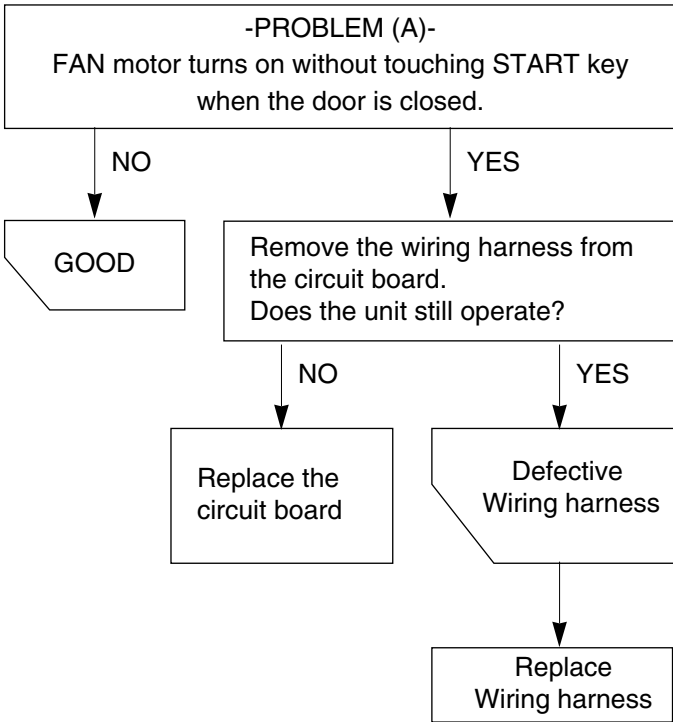 -PROBLEM (A)-
FAN motor turns on without touching START key
when the door is closed.
NO
YES
GOOD
Remove the wiring harness from
the circuit board.
Does the unit still operate?
NO
YES
Replace the
circuit board
Defective
Wiring harness
Replace
Wiring harness